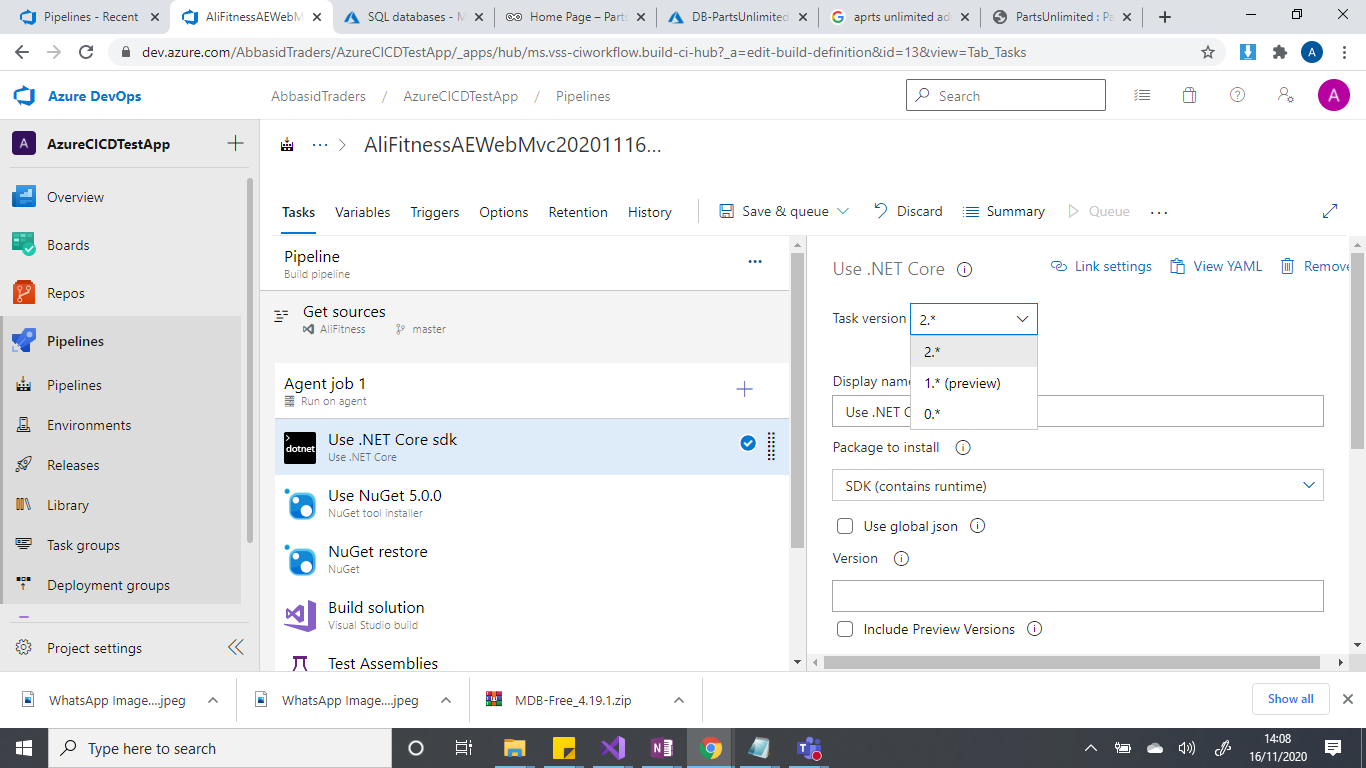 Pipelines - Recent
AliFitnessAEWebM
SQL databases - M
Home Page – Parts
DB-PartsUnlimited
aprts unlimited ad
PartsUnlimited : Pa
dev.azure.com/AbbasidTraders/AzureCICDTestApp/_apps/hub/ms.vss-ciworkflow.build-ci-hub?_a=edit-build-definition&id=13&view=Tab_Tasks
A
Azure DevOps
AbbasidTraders / AzureCICDTestApp / Pipelines
Search
A
A AzureCICDTestApp
Overview
Boards
Repos
Pipelines
Pipelines
Environments
Releases
Library
Task groups
Deployment groups
Project settings
... > AliFitnessAEWebMvc20201116...
Tasks Variables Triggers Options Retention History
Save & queue Discard Summary Queue ...
Pipeline
Build pipeline
...
Get sources
AliFitness master
Agent job 1
Run on agent
dotnet
Use .NET Core sdk
Use .NET Core
Use NuGet 5.0.0
NuGet tool installer
NuGet restore
NuGet
Build solution
Visual Studio build
Test Assemblies
Use .NET Core
Link settings View YAML Remove
Task version 2.*
2.*
1.* (preview)
0.*
Display name
Use .NET C
Package to install
SDK (contains runtime)
Use global json
Version
Include Preview Versions
WhatsApp Image....jpeg
WhatsApp Image....jpeg
MDB-Free_4.19.1.zip
Show all
Type here to search
14:08
16/11/2020